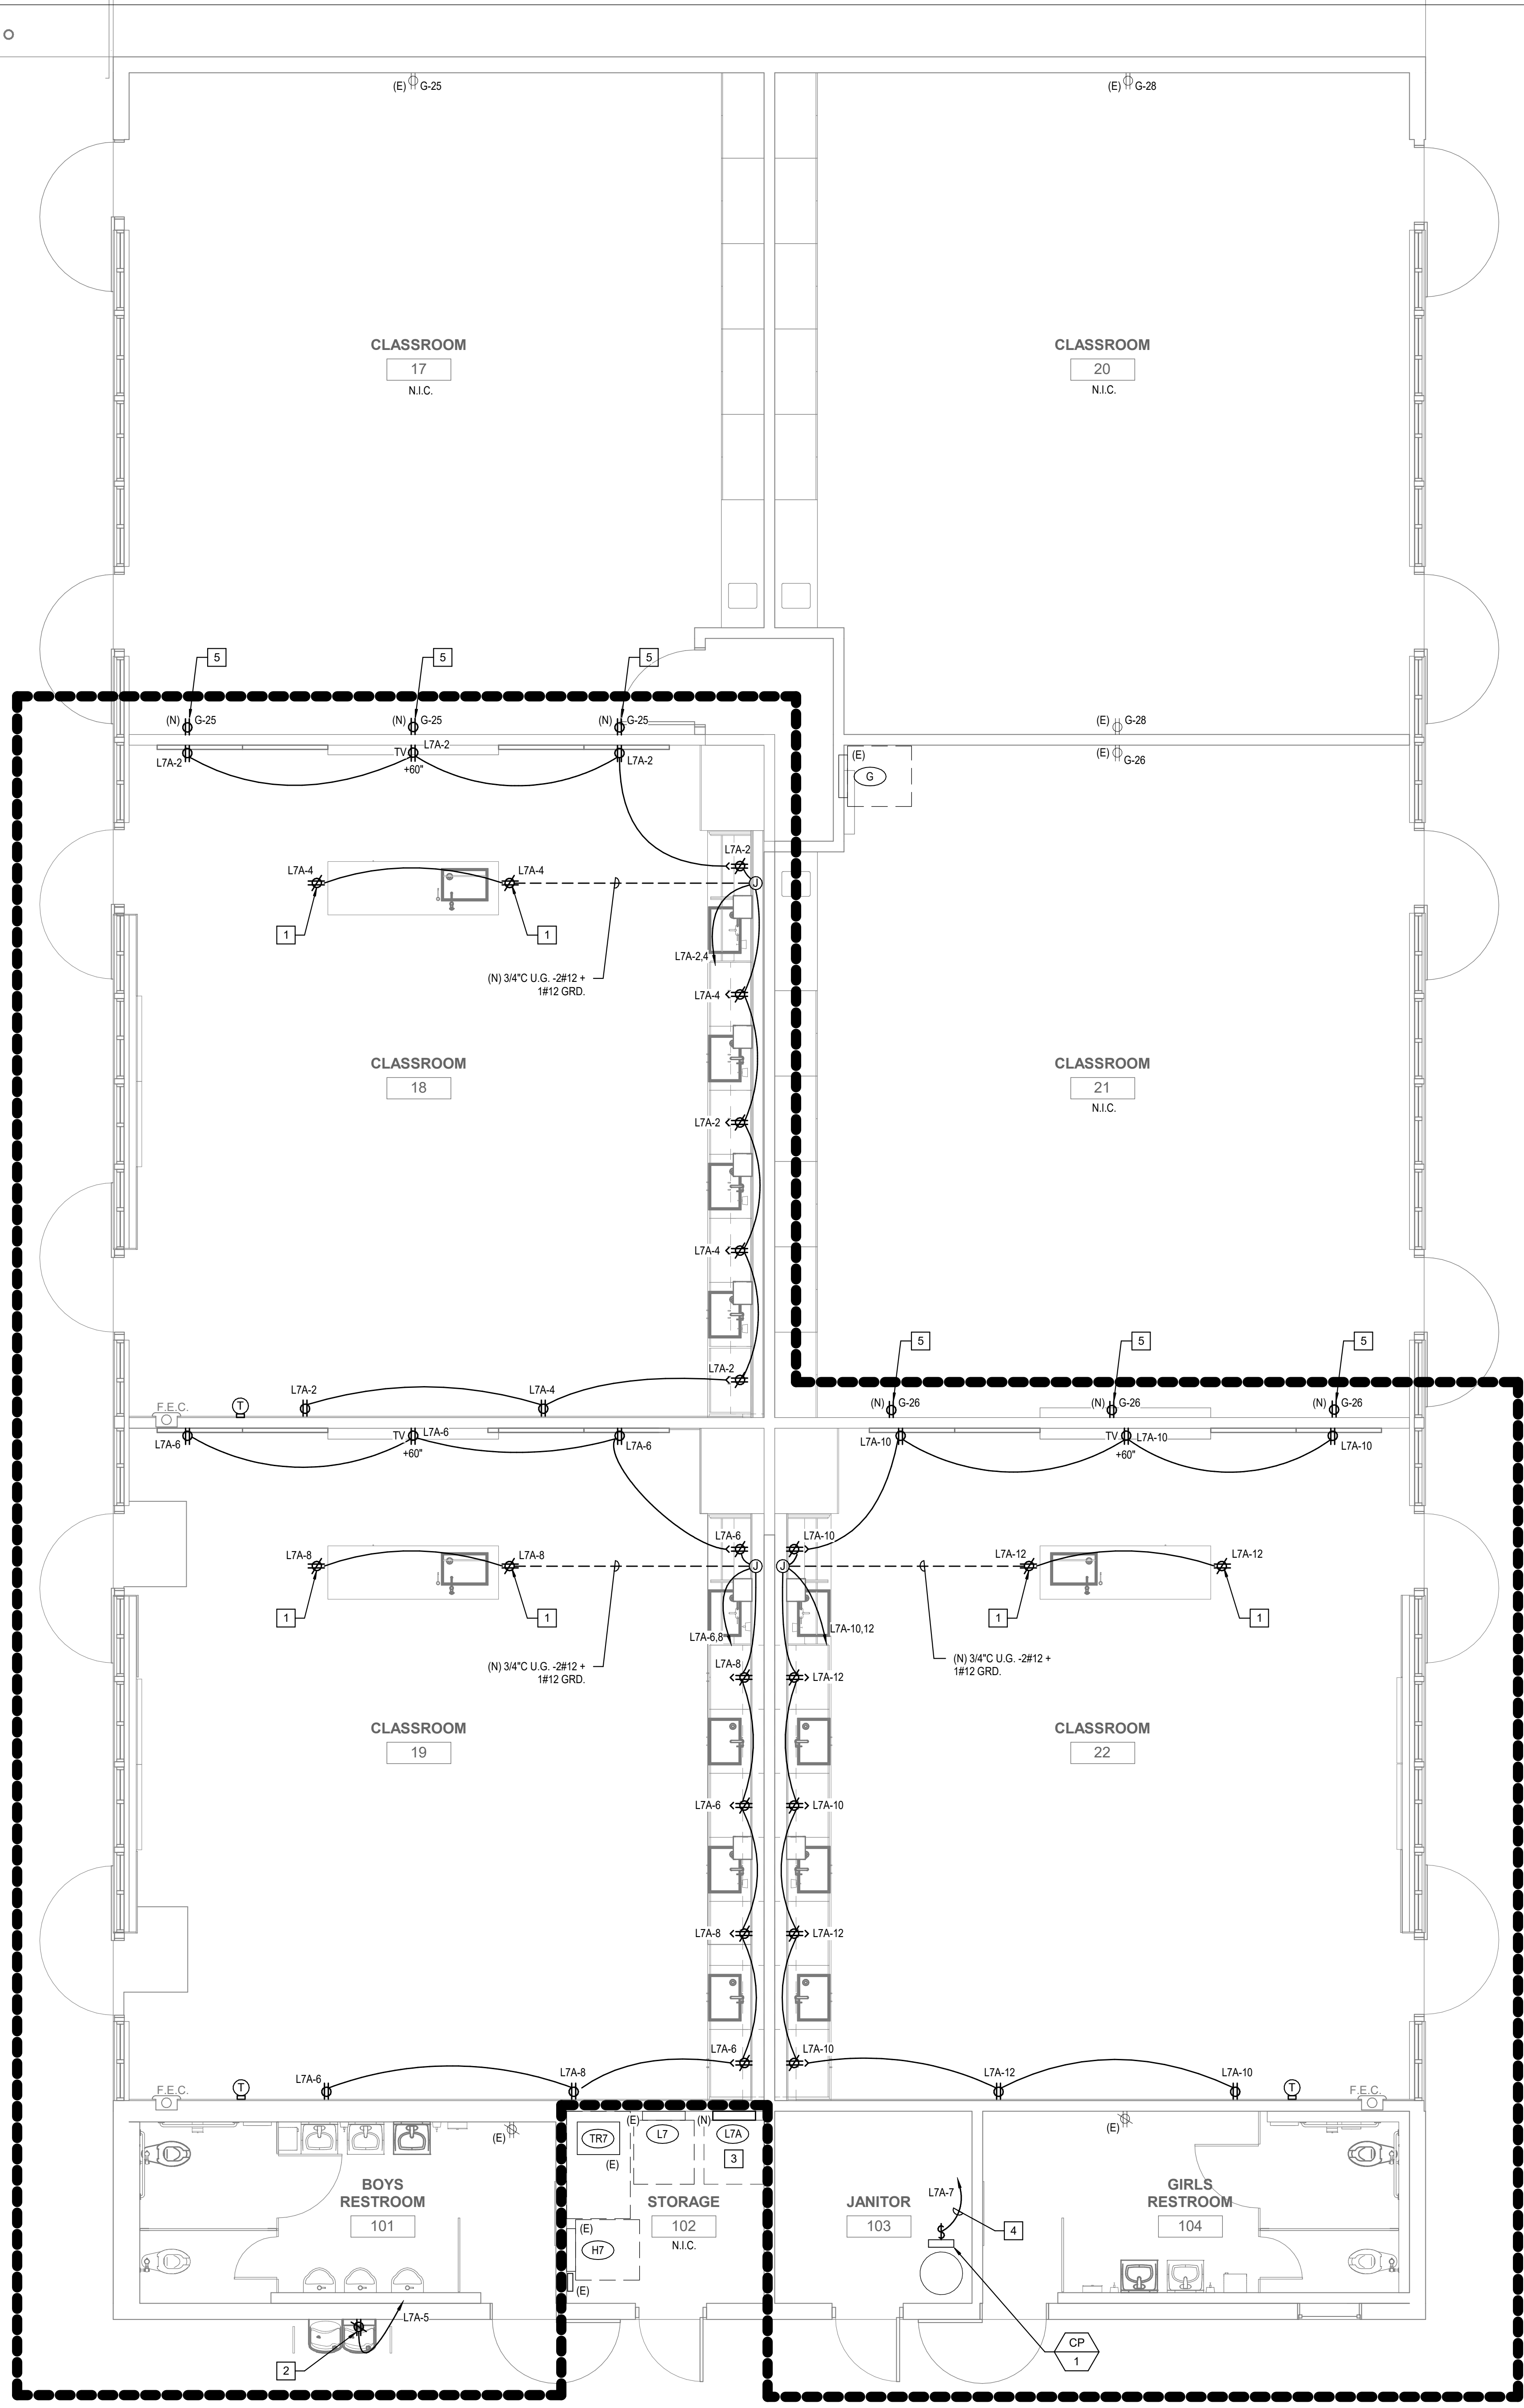 (E) G-25
(E) G-28
CLASSROOM
17
N.I.C.
CLASSROOM
20
N.I.C.
5
5
5
(N) G-25
(N) G-25
(N) G-25
(E) G-28
L7A-2
TV
L7A-2
+60"
L7A-2
(E)
G-26
(E)
G
L7A-2
L7A-4
L7A-4
J
1
1
L7A-2,4
(N) 3/4"C U.G. -2#12 +
1#12 GRD.
L7A-4
CLASSROOM
18
CLASSROOM
21
N.I.C.
L7A-2
L7A-4
5
5
5
L7A-2
L7A-2
L7A-4
F.E.C.
T
(N) G-26
(N) G-26
(N) G-26
L7A-6
TV
L7A-6
+60"
L7A-6
L7A-10
TV
L7A-10
+60"
L7A-10
L7A-6
L7A-10
L7A-8
L7A-8
J
J
L7A-12
L7A-12
1
1
1
1
L7A-6,8
L7A-10,12
(N) 3/4"C U.G. -2#12 +
1#12 GRD.
(N) 3/4"C U.G. -2#12 +
1#12 GRD.
L7A-8
L7A-12
CLASSROOM
19
CLASSROOM
22
L7A-6
L7A-10
L7A-8
L7A-12
L7A-6
L7A-10
L7A-6
L7A-8
L7A-12
L7A-10
F.E.C.
T
T
F.E.C.
(E)
(E)
(N)
(E)
TR7
L7
L7A
(E)
3
BOYS
RESTROOM
101
STORAGE
102
N.I.C.
JANITOR
103
GIRLS
RESTROOM
104
L7A-7
4
$
(E)
H7
(E)
L7A-5
2
CP
1